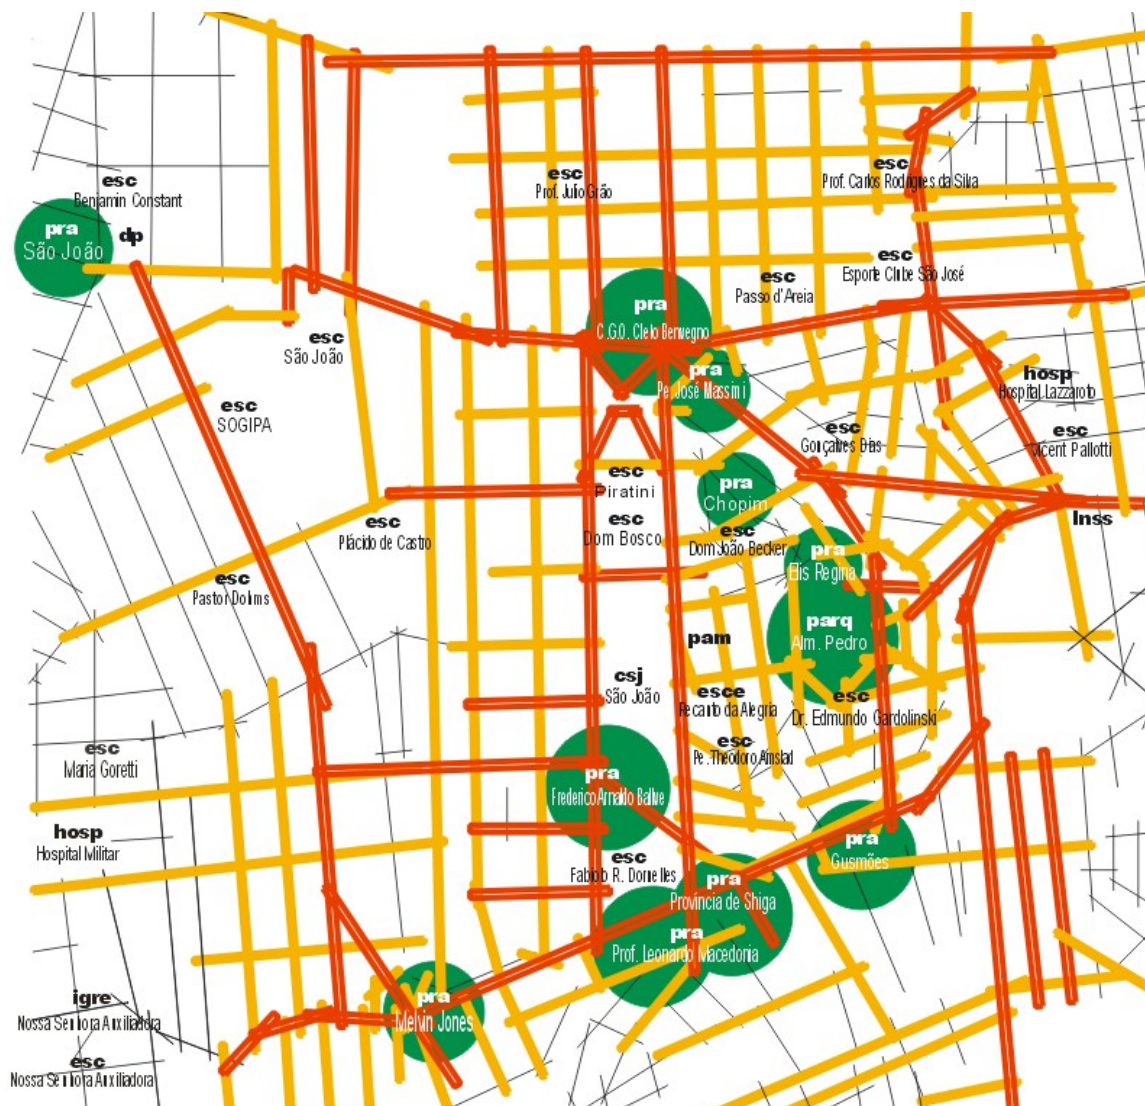 esc
Benjamin Constant
pra
São João
dp
esc
Prof. Julio Grão
esc
Prof. Carlos Rodrigues da Silva
esc
Esporte Clube São José
esc
Passo d'Areia
pra
C.G.O. Cleto Benvegno
esc
São João
pra
Pe. José Massimi
hosp
Hospital Lazzaroto
esc
SOGIPA
esc
Gonçalves Dias
esc
Vicent Pallotti
esc
Piratini
pra
Chopim
esc
Plácido de Castro
esc
Dom Bosco
esc
Dom João Becker
Inss
pra
Elis Regina
esc
Pastor Dohms
parq
Alm. Pedro
pam
csj
São João
esce
Recanto da Alegria
esc
Dr. Edmundo Gardolinski
esc
Maria Goretti
esc
Pe. Theodoro Amstad
pra
Frederico Arnaldo Ballve
hosp
Hospital Militar
esc
Fabíola R. Dornelles
pra
Gusmões
pra
Província de Shiga
pra
Prof. Leonardo Macedonia
igre
Nossa Senhora Auxiliadora
pra
Melvin Jones
esc
Nossa Senhora Auxiliadora